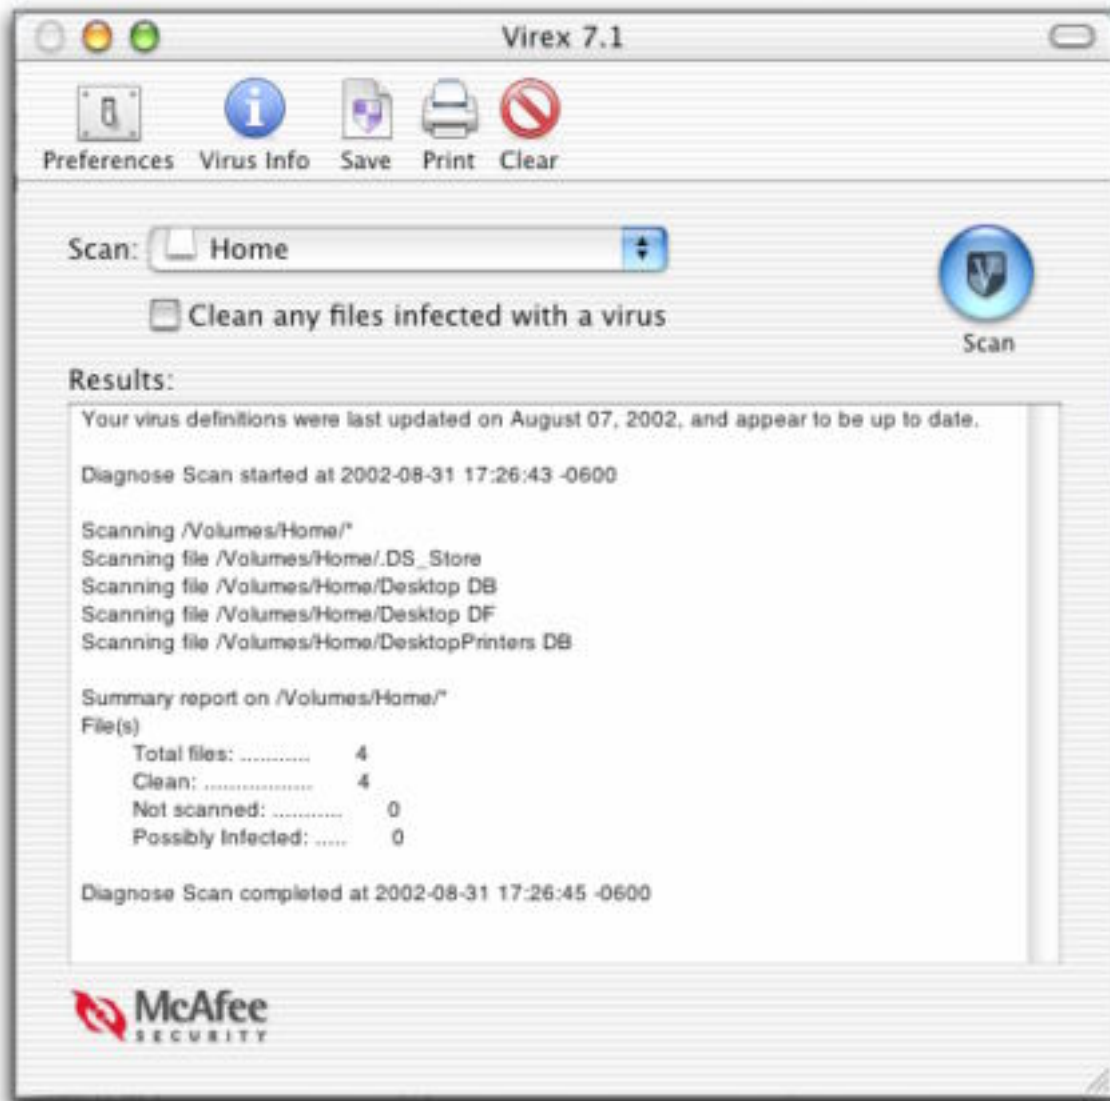 Virex 7.1
Preferences Virus Info Save Print Clear
Scan: Home
Clean any files infected with a virus
Scan
Results:
Your virus definitions were last updated on August 07, 2002, and appear to be up to date.
Diagnose Scan started at 2002-08-31 17:26:43 -0600
Scanning /Volumes/Home/*
Scanning file /Volumes/Home/.DS_Store
Scanning file /Volumes/Home/Desktop DB
Scanning file /Volumes/Home/Desktop DF
Scanning file /Volumes/Home/DesktopPrinters DB
Summary report on /Volumes/Home/*
File(s)
Total files: ............ 4
Clean: .................. 4
Not scanned: ............ 0
Possibly Infected: ..... 0
Diagnose Scan completed at 2002-08-31 17:26:45 -0600
McAfee
SECURITY